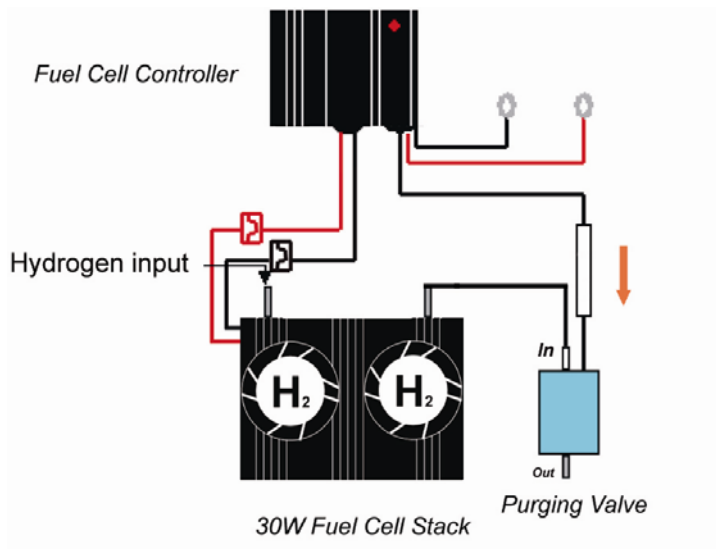 Fuel Cell Controller
Hydrogen input
H₂
H₂
In
Out
Purging Valve
30W Fuel Cell Stack